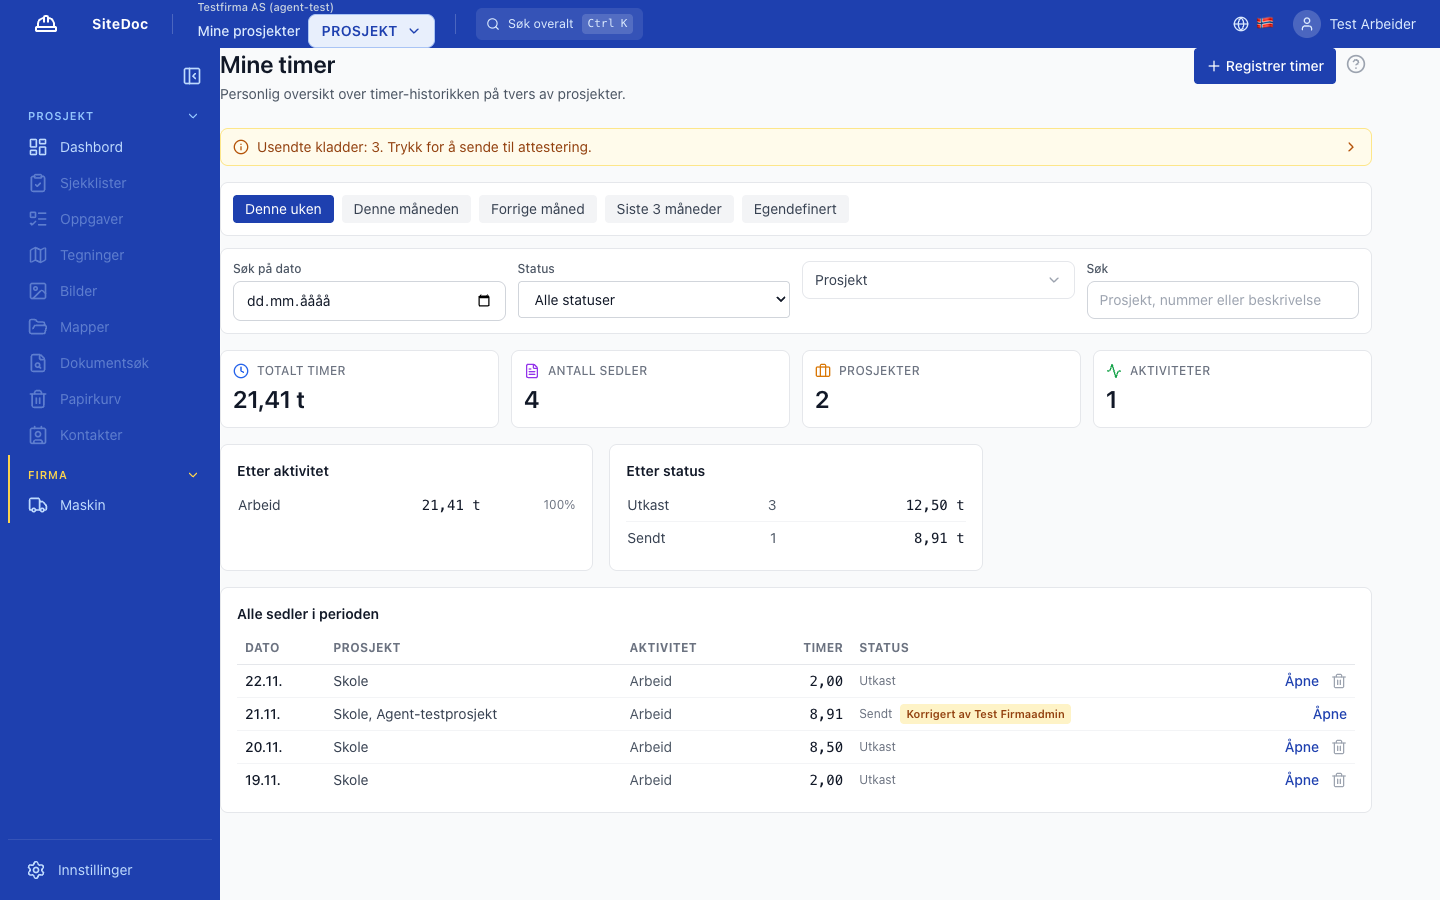 SiteDoc
Testfirma AS (agent-test)
Mine prosjekter
PROSJEKT
Søk overalt
Ctrl K
Test Arbeider
PROSJEKT
Dashbord
Sjekklister
Oppgaver
Tegninger
Bilder
Mapper
Dokumentsøk
Papirkurv
Kontakter
FIRMA
Maskin
Innstillinger
Mine timer
Registrer timer
Personlig oversikt over timer-historikken på tvers av prosjekter.
Usendte kladder: 3. Trykk for å sende til attestering.
Denne uken
Denne måneden
Forrige måned
Siste 3 måneder
Egendefinert
Søk på dato
dd.mm.åååå
Status
Alle statuser
Prosjekt
Søk
Prosjekt, nummer eller beskrivelse
TOTALT TIMER
21,41 t
ANTALL SEDLER
4
PROSJEKTER
2
AKTIVITETER
1
Etter aktivitet
Arbeid 21,41 t 100%
Etter status
Utkast 3 12,50 t
Sendt 1 8,91 t
Alle sedler i perioden
DATO PROSJEKT AKTIVITET TIMER STATUS
22.11. Skole Arbeid 2,00 Utkast Åpne
21.11. Skole, Agent-testprosjekt Arbeid 8,91 Sendt Korrigert av Test Firmaadmin Åpne
20.11. Skole Arbeid 8,50 Utkast Åpne
19.11. Skole Arbeid 2,00 Utkast Åpne